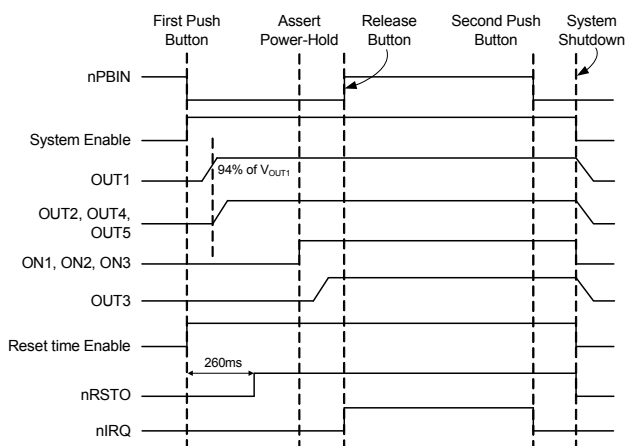 First Push
Button
Assert
Power-Hold
Release
Button
Second Push
Button
System
Shutdown
nPBIN
System Enable
94% of VOUT1
OUT1
OUT2, OUT4,
OUT5
ON1, ON2, ON3
OUT3
Reset time Enable
260ms
nRSTO
nIRQ